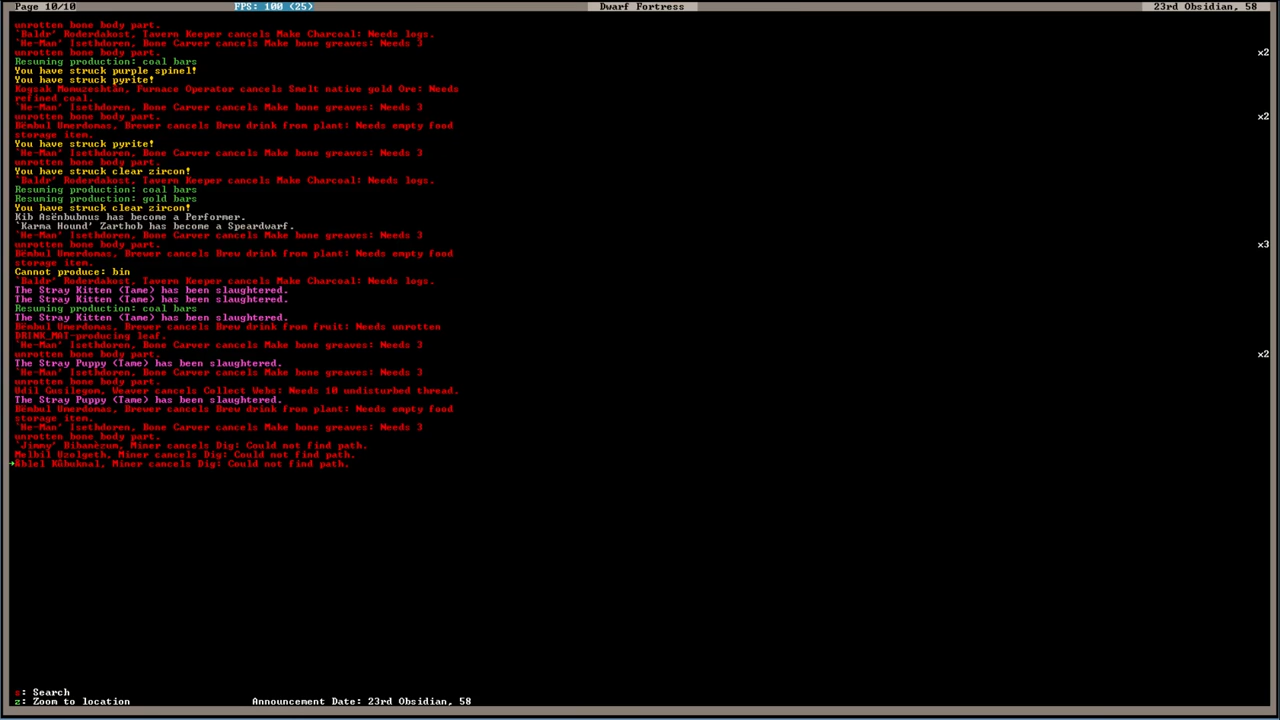 Page 10/10 FPS: 100 (25) Dwarf Fortress 23rd Obsidian, 58
unrotten bone body part.
`Baldr' Roderdakost, Tavern Keeper cancels Make Charcoal: Needs logs.
`He-Man' Isethdoren, Bone Carver cancels Make bone greaves: Needs 3
unrotten bone body part. x2
Resuming production: coal bars
You have struck purple spinel!
You have struck pyrite!
Kogsak Momuzeshtân, Furnace Operator cancels Smelt native gold Ore: Needs
refined coal.
`He-Man' Isethdoren, Bone Carver cancels Make bone greaves: Needs 3
unrotten bone body part. x2
Bëmbul Umerdomas, Brewer cancels Brew drink from plant: Needs empty food
storage item.
You have struck pyrite!
`He-Man' Isethdoren, Bone Carver cancels Make bone greaves: Needs 3
unrotten bone body part.
You have struck clear zircon!
`Baldr' Roderdakost, Tavern Keeper cancels Make Charcoal: Needs logs.
Resuming production: coal bars
Resuming production: gold bars
You have struck clear zircon!
Kib Asënbubnus has become a Performer.
`Karma Hound' Zarthob has become a Speardwarf.
`He-Man' Isethdoren, Bone Carver cancels Make bone greaves: Needs 3
unrotten bone body part. x3
Bëmbul Umerdomas, Brewer cancels Brew drink from plant: Needs empty food
storage item.
Cannot produce: bin
`Baldr' Roderdakost, Tavern Keeper cancels Make Charcoal: Needs logs.
The Stray Kitten (Tame) has been slaughtered.
The Stray Kitten (Tame) has been slaughtered.
Resuming production: coal bars
The Stray Kitten (Tame) has been slaughtered.
Bëmbul Umerdomas, Brewer cancels Brew drink from fruit: Needs unrotten
DRINK_MAT-producing leaf.
`He-Man' Isethdoren, Bone Carver cancels Make bone greaves: Needs 3
unrotten bone body part. x2
The Stray Puppy (Tame) has been slaughtered.
`He-Man' Isethdoren, Bone Carver cancels Make bone greaves: Needs 3
unrotten bone body part.
Udil Gusilegom, Weaver cancels Collect Webs: Needs 10 undisturbed thread.
The Stray Puppy (Tame) has been slaughtered.
Bëmbul Umerdomas, Brewer cancels Brew drink from plant: Needs empty food
storage item.
`He-Man' Isethdoren, Bone Carver cancels Make bone greaves: Needs 3
unrotten bone body part.
`Jimmy' Bibanèzum, Miner cancels Dig: Could not find path.
Melbil Uzolgeth, Miner cancels Dig: Could not find path.
Åblel Kûbuknal, Miner cancels Dig: Could not find path.
s: Search
z: Zoom to location Announcement Date: 23rd Obsidian, 58